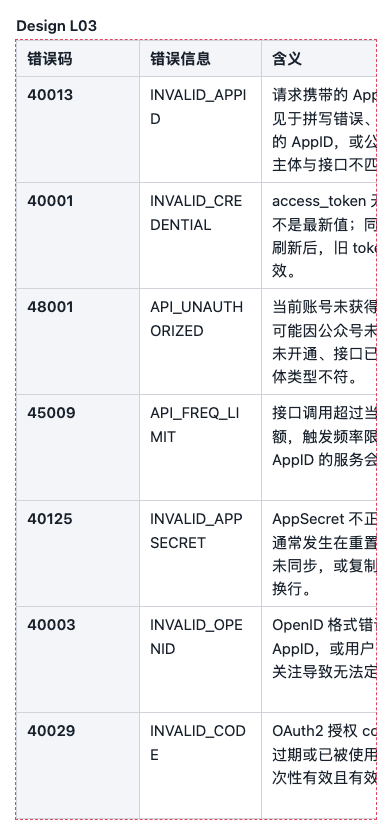 Design L03
错误码 错误信息 含义
40013 INVALID_APPI 请求携带的 App
D 见于拼写错误、
的 AppID，或公
主体与接口不匹
40001 INVALID_CRE access_token
DENTIAL 不是最新值；同
刷新后，旧 tok
效。
48001 API_UNAUTH 当前账号未获得
ORIZED 可能因公众号未
未开通、接口已
体类型不符。
45009 API_FREQ_LI 接口调用超过当
MIT 额，触发频率限
AppID 的服务会
40125 INVALID_APP AppSecret 不正
SECRET 通常发生在重置
未同步，或复制
换行。
40003 INVALID_OPE OpenID 格式错
NID AppID，或用户
关注导致无法定
40029 INVALID_COD OAuth2 授权 co
E 过期或已被使用
次性有效且有效